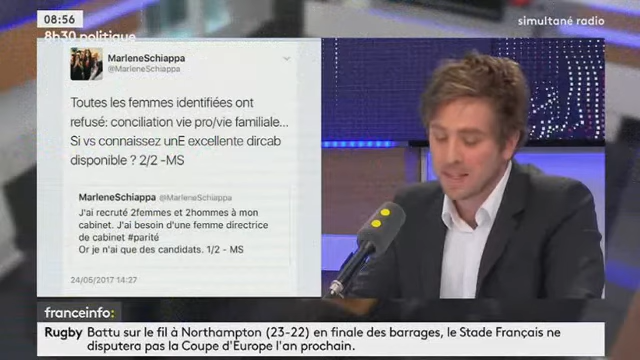 08:56
simultané radio
8h30 politique
MarleneSchiappa
@MarleneSchiappa
Toutes les femmes identifiées ont
refusé: conciliation vie pro/vie familiale...
Si vs connaissez unE excellente dircab
disponible ? 2/2 -MS
MarleneSchiappa @MarleneSchiappa
J'ai recruté 2femmes et 2hommes à mon
cabinet. J'ai besoin d'une femme directrice
de cabinet #parité
Or je n'ai que des candidats. 1/2 - MS
24/05/2017 14:27
franceinfo:
Rugby Battu sur le fil à Northampton (23-22) en finale des barrages, le Stade Français ne
disputera pas la Coupe d'Europe l'an prochain.